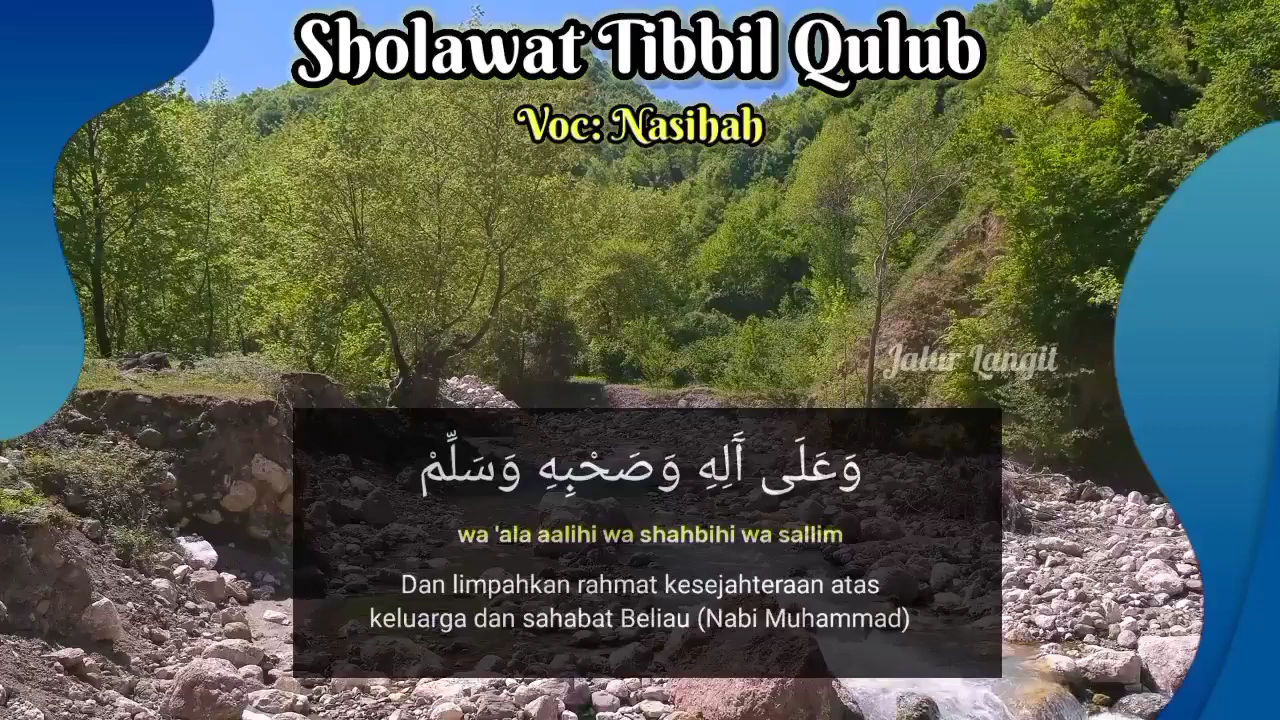 Sholawat Tibbil Qulub
Voc: Nasihah
Jalur Langit
وَعَلَى أَلِهِ وَصَحْبِهِ وَسَلِّمْ
wa 'ala aalihi wa shahbihi wa sallim
Dan limpahkan rahmat kesejahteraan atas
keluarga dan sahabat Beliau (Nabi Muhammad)